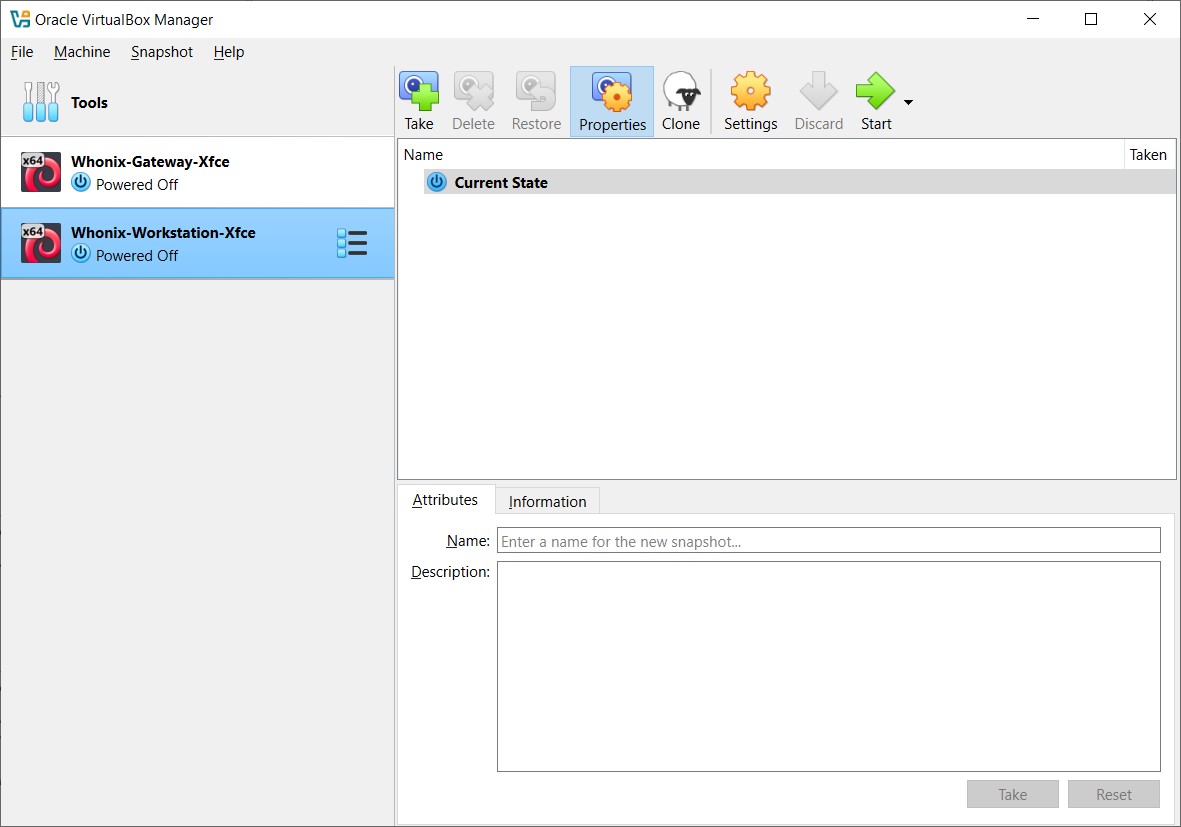 Oracle VirtualBox Manager
File Machine Snapshot Help
Tools
Take Delete Restore Properties Clone Settings Discard Start
x64 Whonix-Gateway-Xfce
Powered Off
x64 Whonix-Workstation-Xfce
Powered Off
Name Taken
Current State
Attributes Information
Name: Enter a name for the new snapshot...
Description:
Take Reset